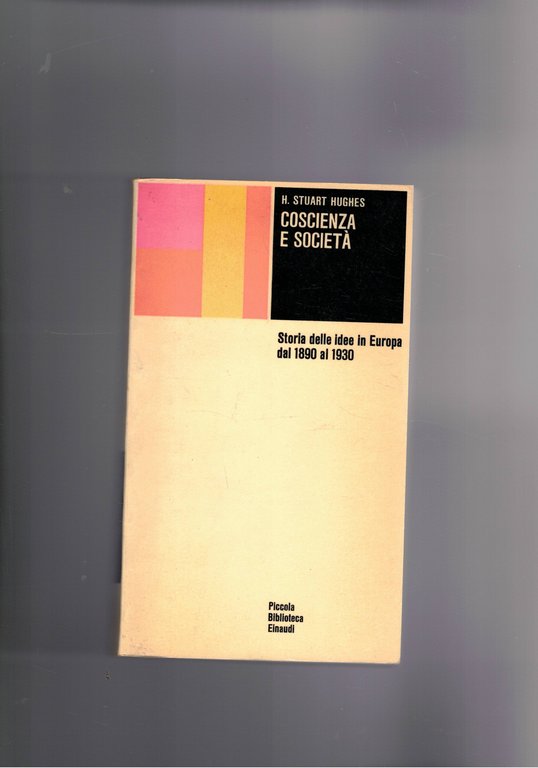 H. STUART HUGHES
COSCIENZA
E SOCIETÀ
Storia delle idee in Europa
dal 1890 al 1930
Piccola
Biblioteca
Einaudi